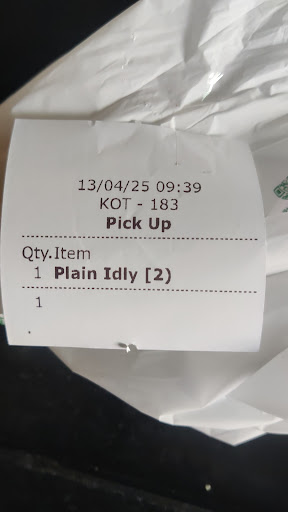 13/04/25 09:39
KOT - 183
Pick Up
Qty.Item
1 Plain Idly [2)
1